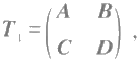 T₁ = ( A B
C D ) ,